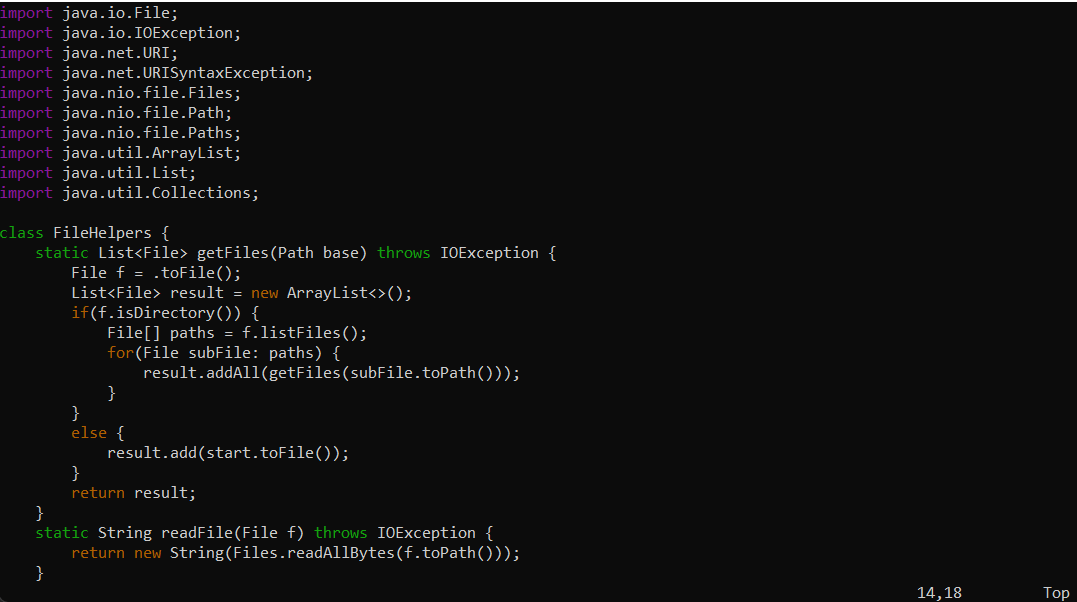 import java.io.File;
import java.io.IOException;
import java.net.URI;
import java.net.URISyntaxException;
import java.nio.file.Files;
import java.nio.file.Path;
import java.nio.file.Paths;
import java.util.ArrayList;
import java.util.List;
import java.util.Collections;

class FileHelpers {
    static List<File> getFiles(Path base) throws IOException {
        File f = .toFile();
        List<File> result = new ArrayList<>();
        if(f.isDirectory()) {
            File[] paths = f.listFiles();
            for(File subFile: paths) {
                result.addAll(getFiles(subFile.toPath()));
            }
        }
        else {
            result.add(start.toFile());
        }
        return result;
    }
    static String readFile(File f) throws IOException {
        return new String(Files.readAllBytes(f.toPath()));
    }
14,18 Top